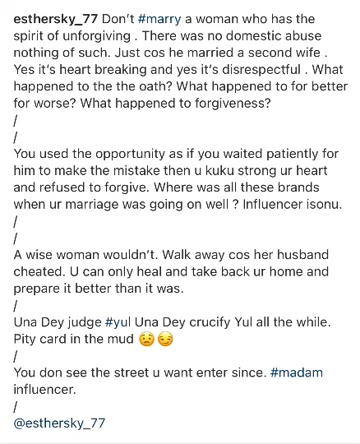 esthersky_77 Don't #marry a woman who has the
spirit of unforgiving . There was no domestic abuse
nothing of such. Just cos he married a second wife .
Yes it's heart breaking and yes it's disrespectful . What
happened to the the oath? What happened to for better
for worse? What happened to forgiveness?
/
/
You used the opportunity as if you waited patiently for
him to make the mistake then u kuku strong ur heart
and refused to forgive. Where was all these brands
when ur marriage was going on well ? Influencer isonu.
/
/
A wise woman wouldn't. Walk away cos her husband
cheated. U can only heal and take back ur home and
prepare it better than it was.
/
Una Dey judge #yul Una Dey crucify Yul all the while.
Pity card in the mud 😟😏
/
You don see the street u want enter since. #madam
influencer.
/
@esthersky_77